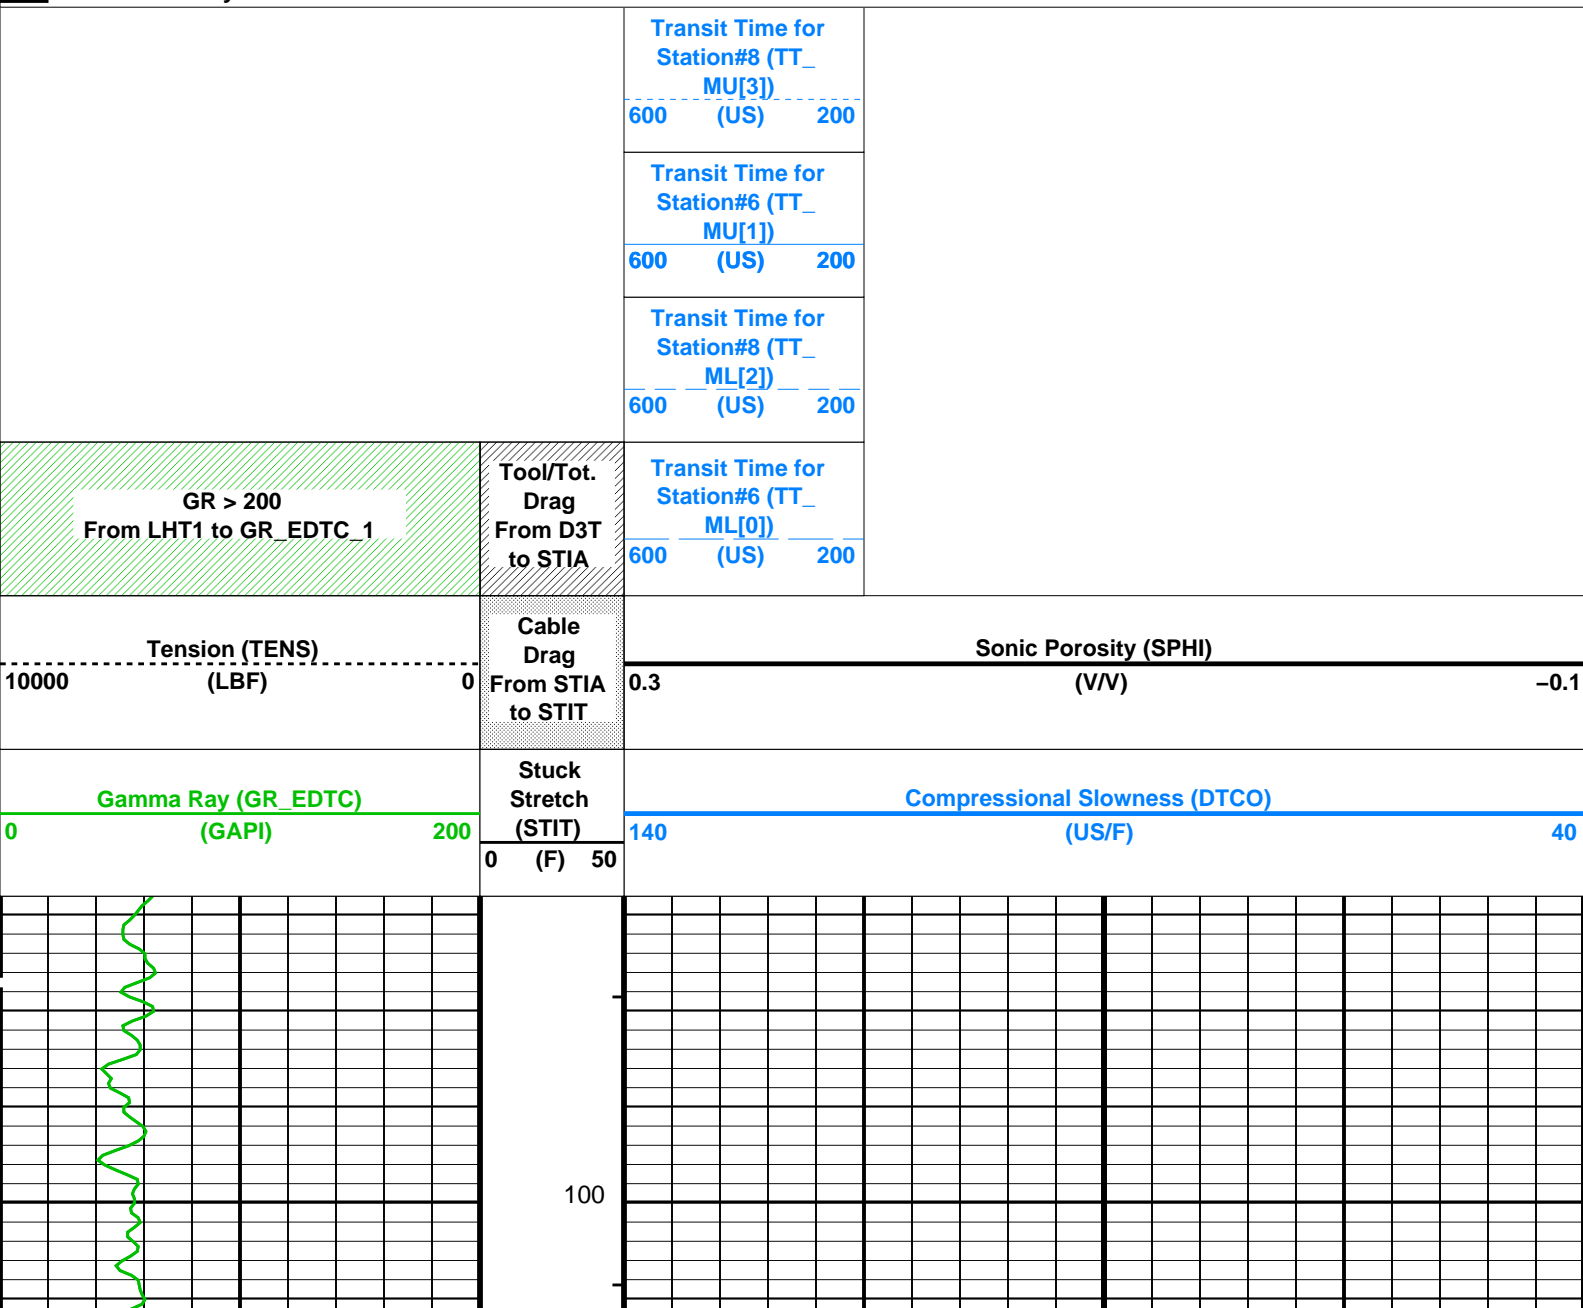 Transit Time for
Station#8 (TT_
MU[3])
600 (US) 200
Transit Time for
Station#6 (TT_
MU[1])
600 (US) 200
Transit Time for
Station#8 (TT_
ML[2])
600 (US) 200
GR > 200
From LHT1 to GR_EDTC_1
Tool/Tot.
Drag
From D3T
to STIA
Transit Time for
Station#6 (TT_
ML[0])
600 (US) 200
Tension (TENS)
10000 (LBF) 0
Cable
Drag
From STIA
to STIT
Sonic Porosity (SPHI)
0.3 (V/V) −0.1
Gamma Ray (GR_EDTC)
0 (GAPI) 200
Stuck
Stretch
(STIT)
0 (F) 50
Compressional Slowness (DTCO)
140 (US/F) 40
100